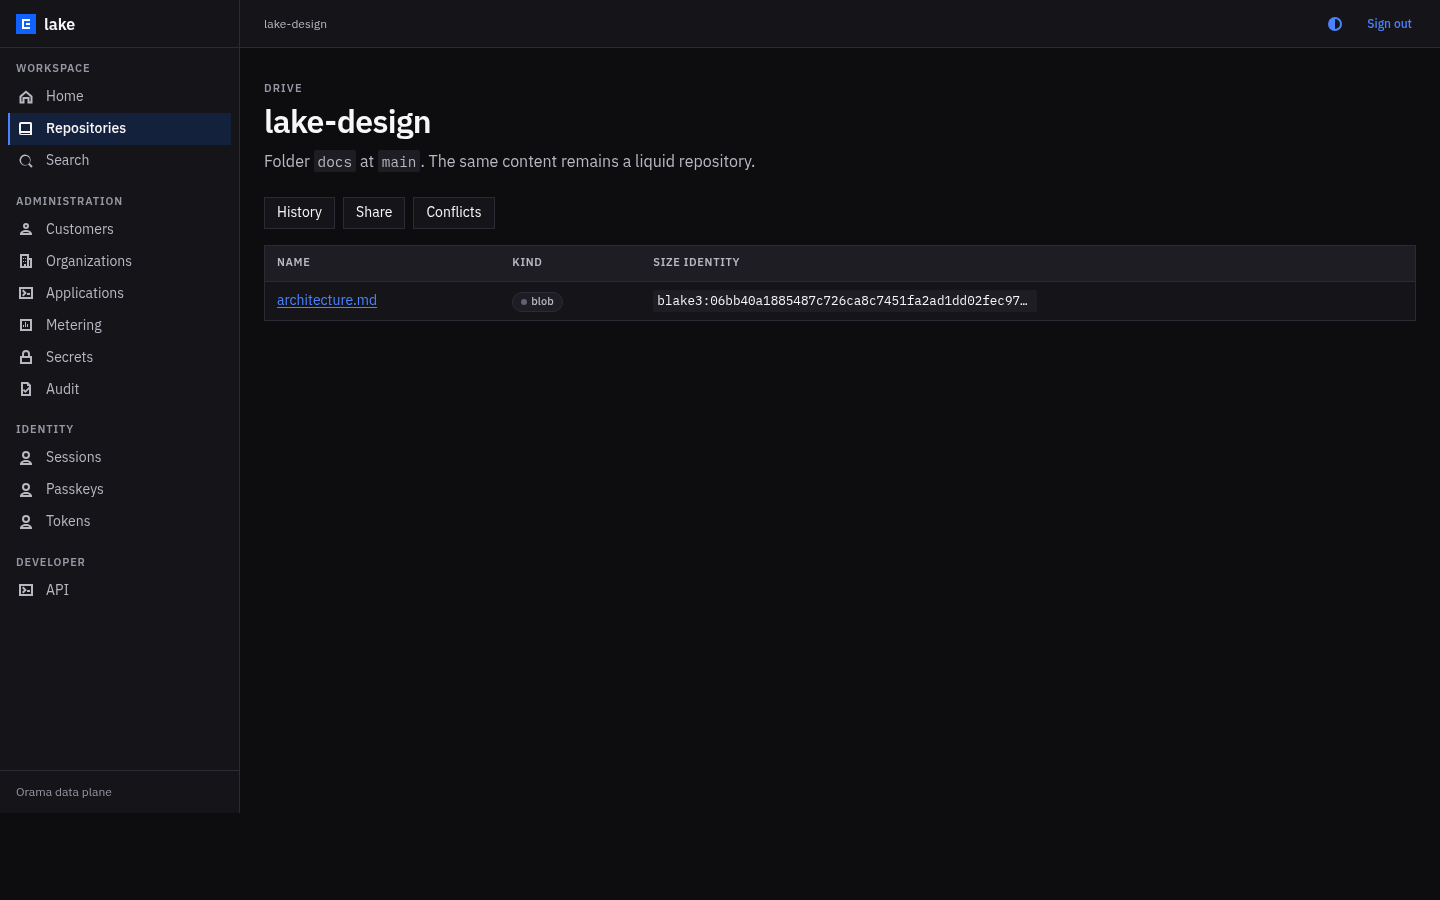 lake
lake-design
Sign out
WORKSPACE
Home
Repositories
Search
ADMINISTRATION
Customers
Organizations
Applications
Metering
Secrets
Audit
IDENTITY
Sessions
Passkeys
Tokens
DEVELOPER
API
Orama data plane
DRIVE
lake-design
Folder docs at main. The same content remains a liquid repository.
History Share Conflicts
NAME KIND SIZE IDENTITY
architecture.md blob blake3:06bb40a1885487c726ca8c7451fa2ad1dd02fec97…